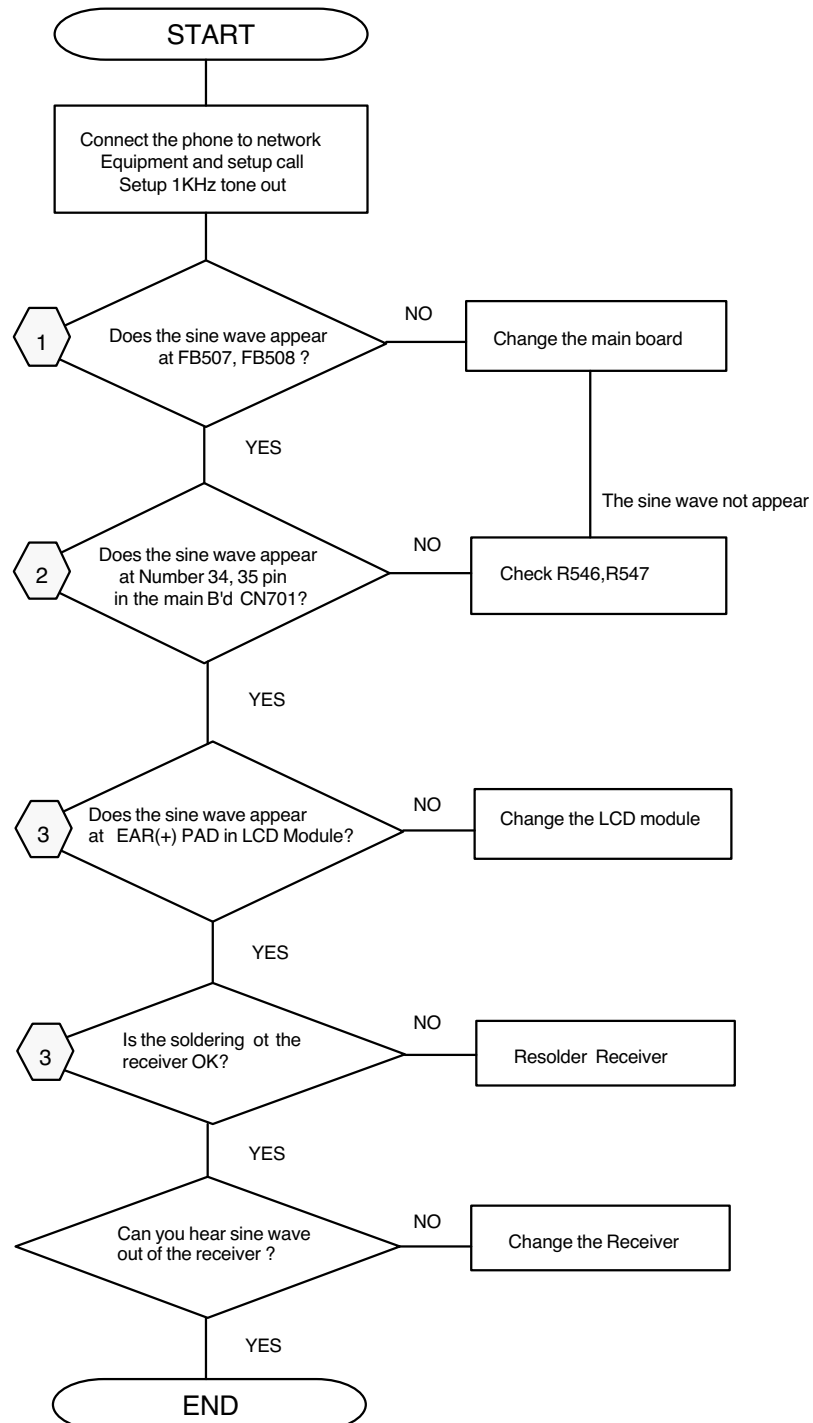 START
Connect the phone to network
Equipment and setup call
Setup 1KHz tone out
1
Does the sine wave appear
at FB507, FB508 ?
NO
Change the main board
YES
The sine wave not appear
2
Does the sine wave appear
at Number 34, 35 pin
in the main B'd CN701?
NO
Check R546,R547
YES
3
Does the sine wave appear
at EAR(+) PAD in LCD Module?
NO
Change the LCD module
YES
3
Is the soldering ot the
receiver OK?
NO
Resolder Receiver
YES
Can you hear sine wave
out of the receiver ?
NO
Change the Receiver
YES
END